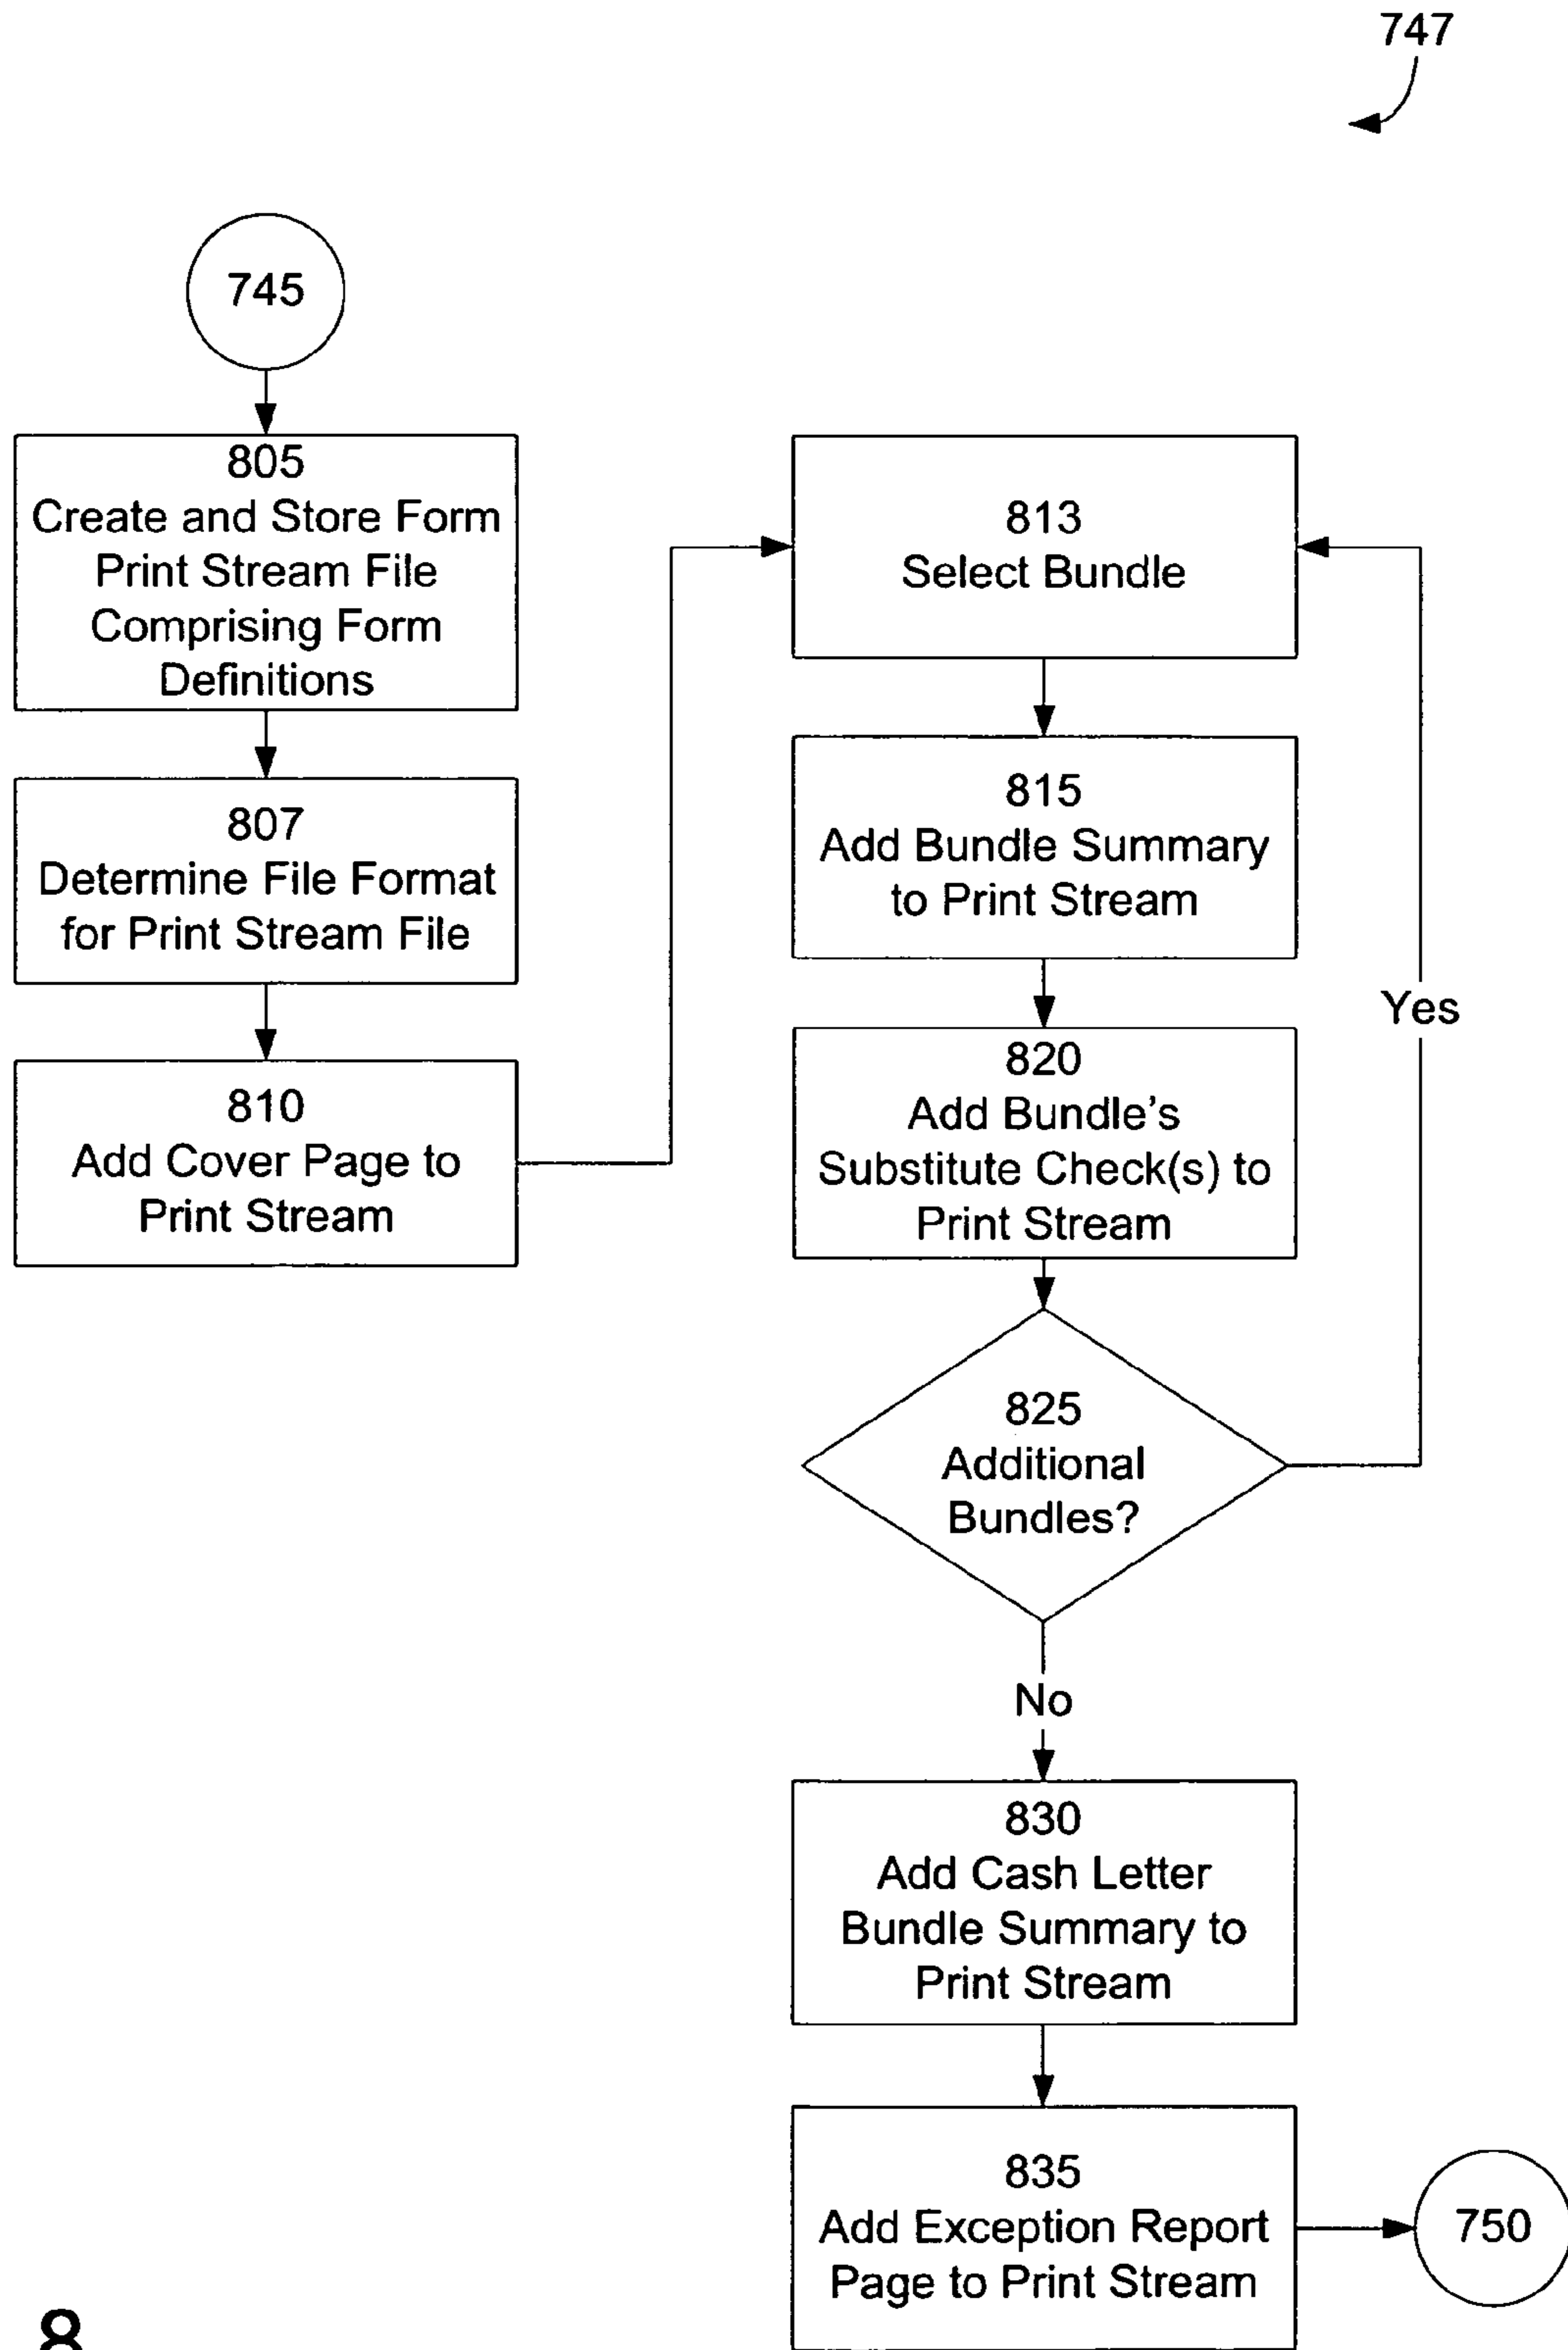 747
745
805
Create and Store Form
Print Stream File
Comprising Form
Definitions
807
Determine File Format
for Print Stream File
810
Add Cover Page to
Print Stream
813
Select Bundle
815
Add Bundle Summary
to Print Stream
820
Add Bundle's
Substitute Check(s) to
Print Stream
825
Additional
Bundles?
Yes
No
830
Add Cash Letter
Bundle Summary to
Print Stream
835
Add Exception Report
Page to Print Stream
750
8